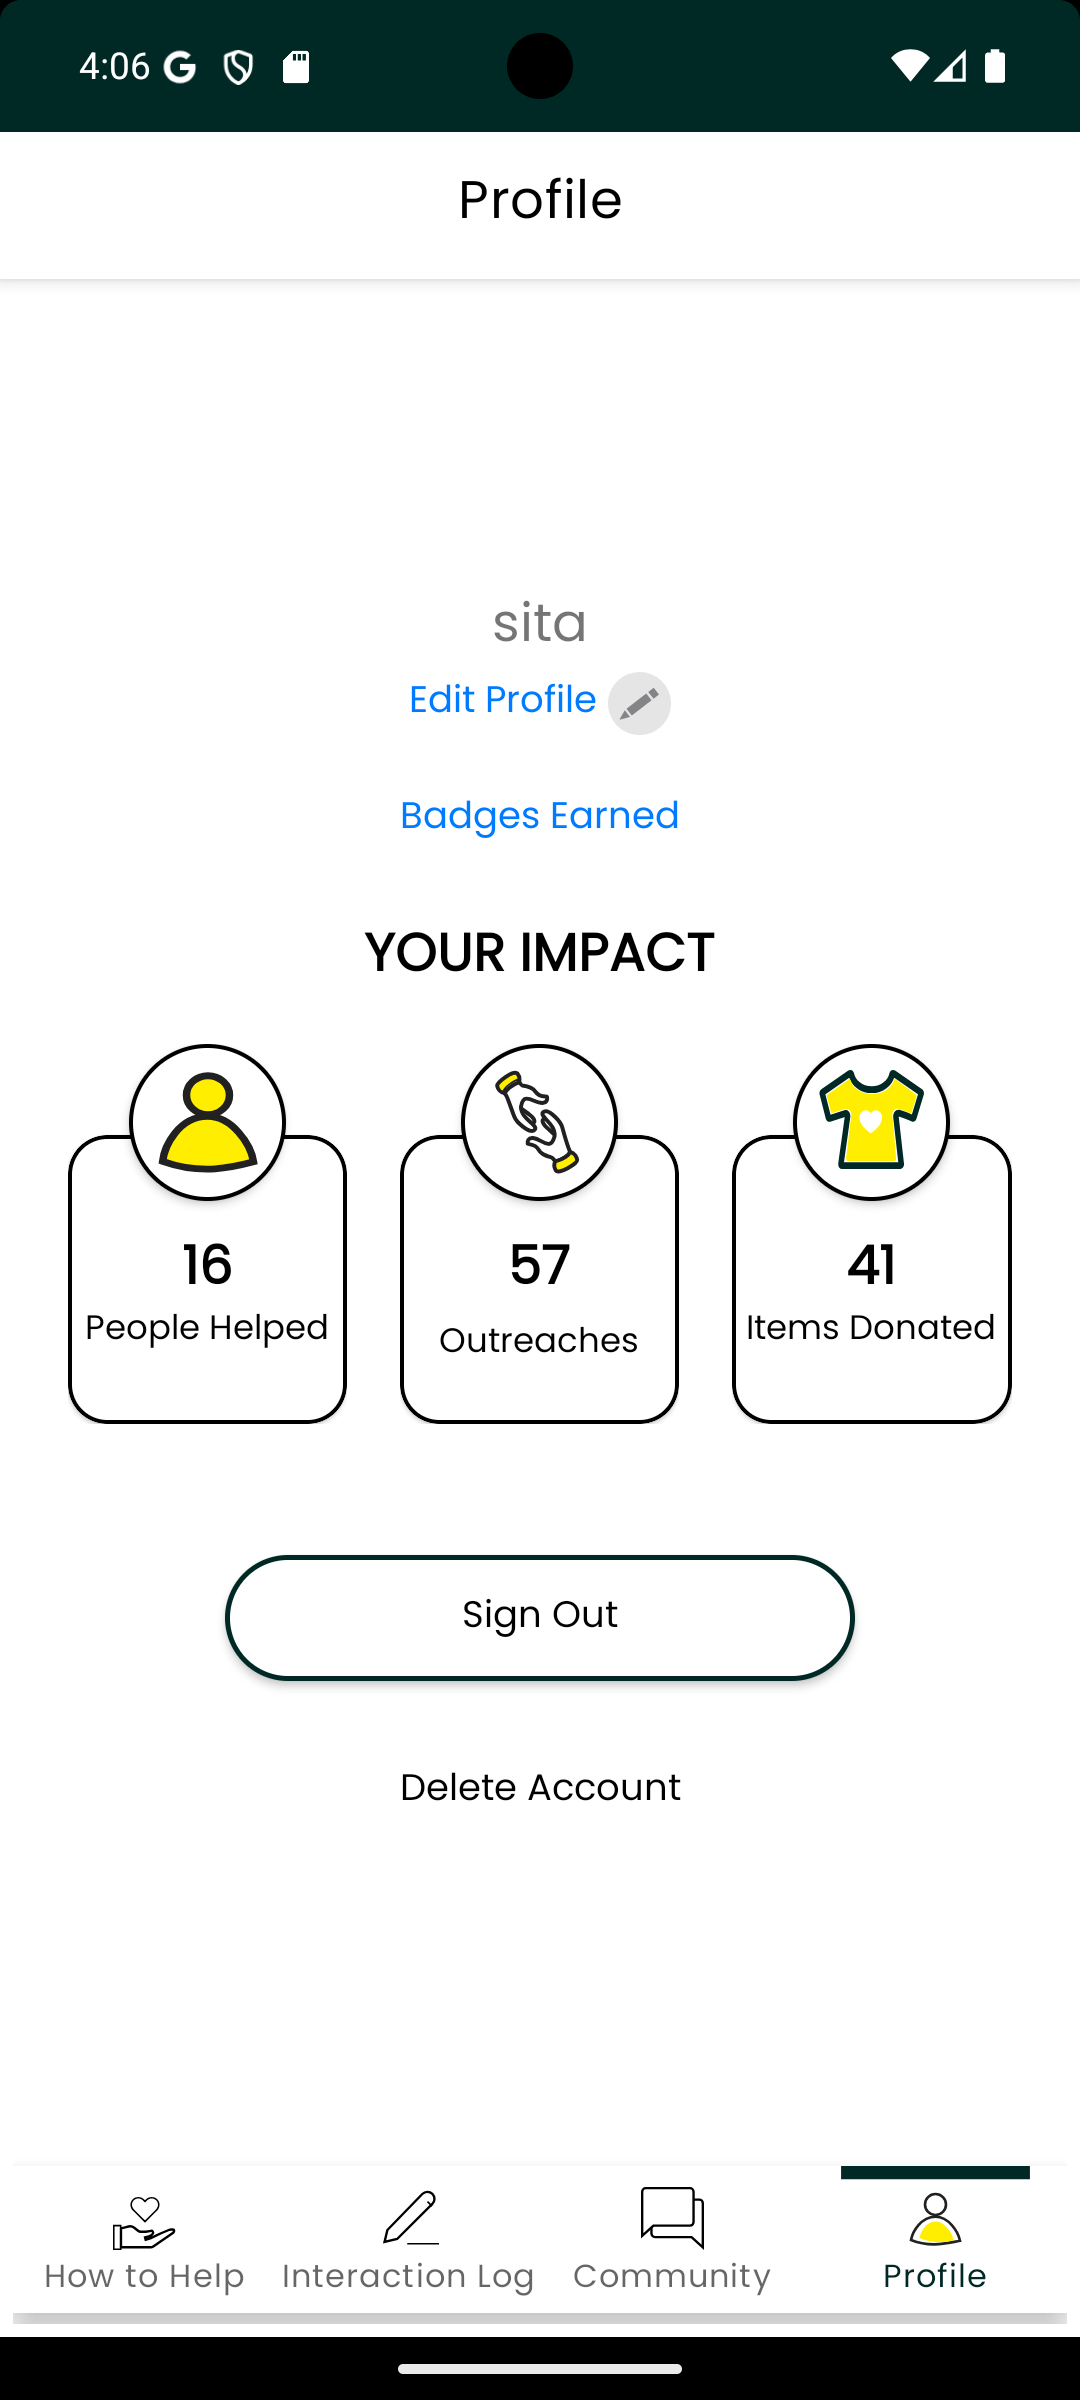 4:06
Profile
sita
Edit Profile
Badges Earned
YOUR IMPACT
16
People Helped
57
Outreaches
41
Items Donated
Sign Out
Delete Account
How to Help
Interaction Log
Community
Profile